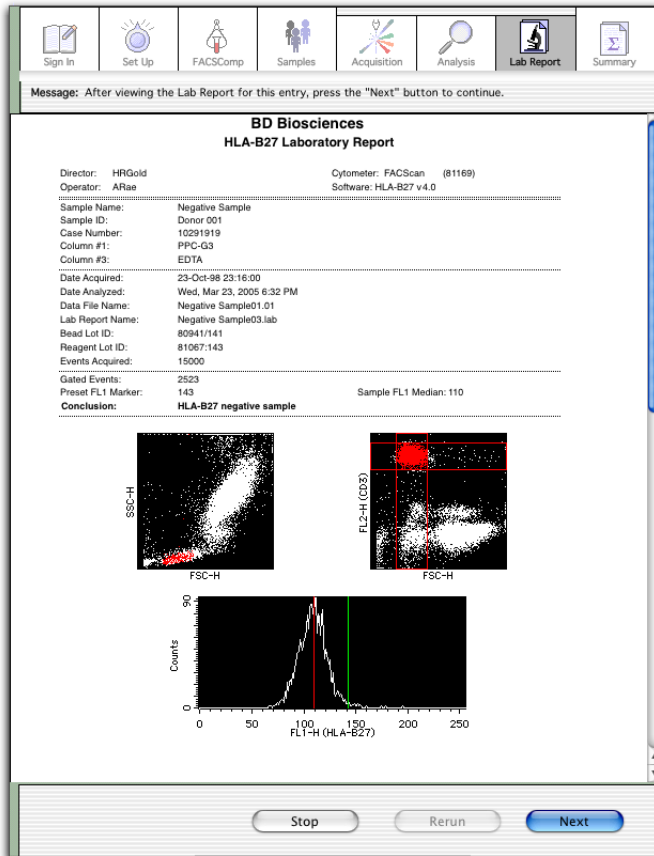 Sign In Set Up FACSComp Samples Acquisition Analysis Lab Report Summary
Message: After viewing the Lab Report for this entry, press the "Next" button to continue.
BD Biosciences
HLA-B27 Laboratory Report
Director: HRGold Cytometer: FACScan (81169)
Operator: ARae Software: HLA-B27 v4.0
Sample Name: Negative Sample
Sample ID: Donor 001
Case Number: 10291919
Column #1: PPC-G3
Column #3: EDTA
Date Acquired: 23-Oct-98 23:16:00
Date Analyzed: Wed, Mar 23, 2005 6:32 PM
Data File Name: Negative Sample01.01
Lab Report Name: Negative Sample03.lab
Bead Lot ID: 80941/141
Reagent Lot ID: 81067:143
Events Acquired: 15000
Gated Events: 2523
Preset FL1 Marker: 143 Sample FL1 Median: 110
Conclusion: HLA-B27 negative sample
SSC-H
FSC-H
FL2-H (CD3)
FSC-H
90
Counts
0
0 50 100 150 200 250
FL1-H (HLA-B27)
Stop Rerun Next